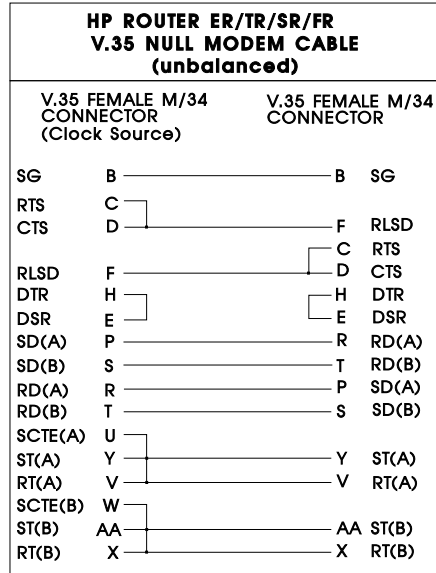 HP ROUTER ER/TR/SR/FR
V.35 NULL MODEM CABLE
(unbalanced)
V.35 FEMALE M/34 V.35 FEMALE M/34
CONNECTOR CONNECTOR
(Clock Source)
SG B B SG
RTS C
CTS D F RLSD
C RTS
RLSD F D CTS
DTR H H DTR
DSR E E DSR
SD(A) P R RD(A)
SD(B) S T RD(B)
RD(A) R P SD(A)
RD(B) T S SD(B)
SCTE(A) U
ST(A) Y Y ST(A)
RT(A) V V RT(A)
SCTE(B) W
ST(B) AA AA ST(B)
RT(B) X X RT(B)